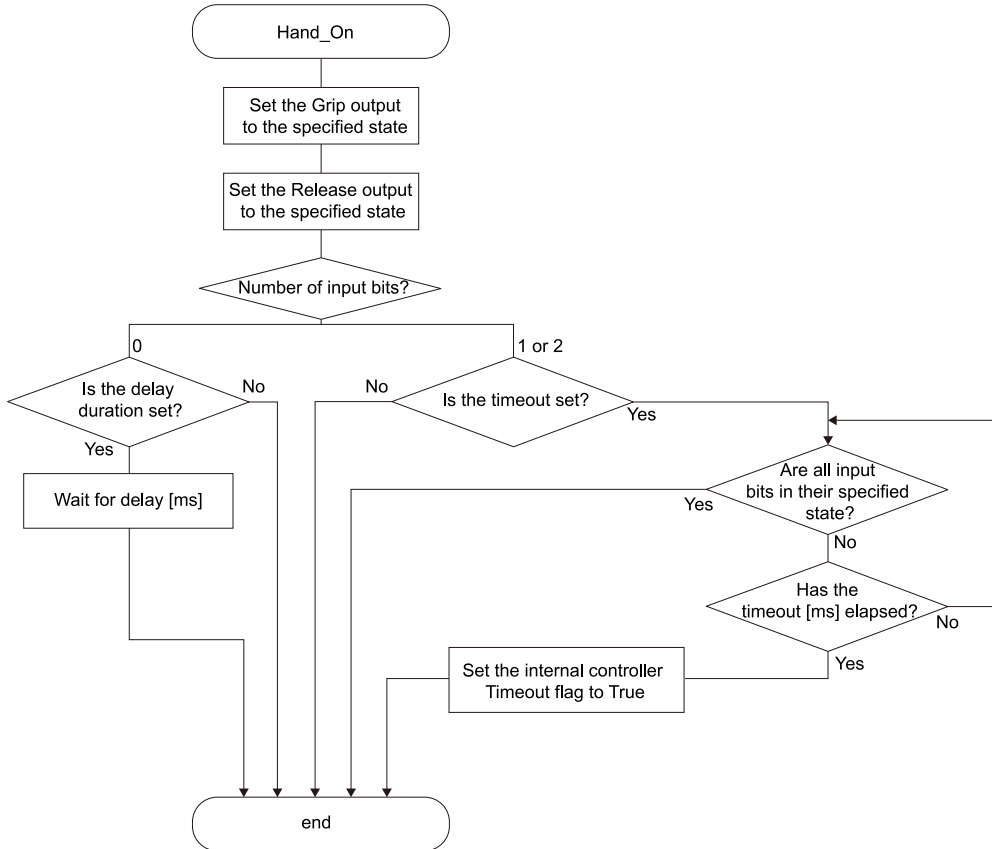 Hand_On
Set the Grip output
to the specified state
Set the Release output
to the specified state
Number of input bits?
0
1 or 2
Is the delay
duration set?
No
Yes
No
Is the timeout set?
Yes
Wait for delay [ms]
Are all input
bits in their specified
state?
Yes
No
Has the
timeout [ms] elapsed?
No
Yes
Set the internal controller
Timeout flag to True
end